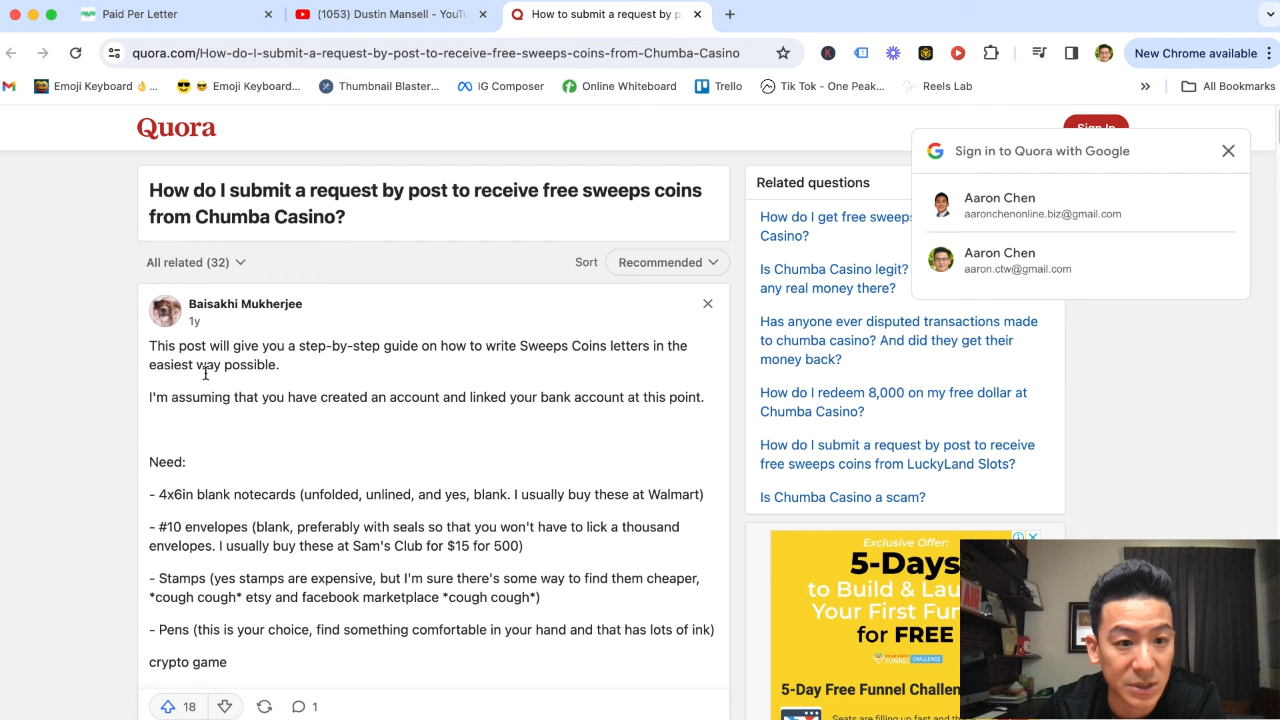 Paid Per Letter
(1053) Dustin Mansell - YouT
How to submit a request by p
quora.com/How-do-I-submit-a-request-by-post-to-receive-free-sweeps-coins-from-Chumba-Casino
New Chrome available
Emoji Keyboard 👌 ...
😎 Emoji Keyboard...
Thumbnail Blaster...
IG Composer
Online Whiteboard
Trello
Tik Tok - One Peak...
Reels Lab
All Bookmarks
Quora
Sign In
Sign in to Quora with Google
Aaron Chen
aaronchenonline.biz@gmail.com
Aaron Chen
aaron.ctw@gmail.com
How do I submit a request by post to receive free sweeps coins
from Chumba Casino?
All related (32)
Sort
Recommended
Baisakhi Mukherjee
1y
This post will give you a step-by-step guide on how to write Sweeps Coins letters in the
easiest way possible.
I'm assuming that you have created an account and linked your bank account at this point.
Need:
- 4x6in blank notecards (unfolded, unlined, and yes, blank. I usually buy these at Walmart)
- #10 envelopes (blank, preferably with seals so that you won't have to lick a thousand
envelopes. I usually buy these at Sam's Club for $15 for 500)
- Stamps (yes stamps are expensive, but I'm sure there's some way to find them cheaper,
*cough cough* etsy and facebook marketplace *cough cough*)
- Pens (this is your choice, find something comfortable in your hand and that has lots of ink)
crypto game
18
1
Related questions
How do I get free sweeps
Casino?
Is Chumba Casino legit?
any real money there?
Has anyone ever disputed transactions made
to chumba casino? And did they get their
money back?
How do I redeem 8,000 on my free dollar at
Chumba Casino?
How do I submit a request by post to receive
free sweeps coins from LuckyLand Slots?
Is Chumba Casino a scam?
Exclusive Offer:
5-Days
to Build & Lau
Your First Fun
for FREE
5-Day Free Funnel Challen
Seats are filling up fast and th